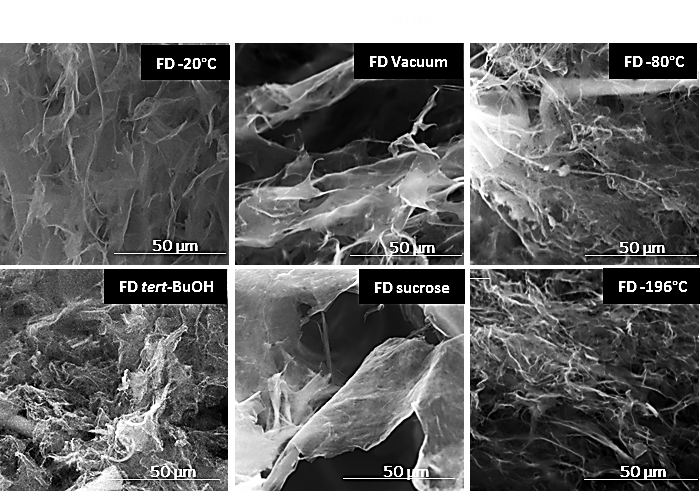 FD -20°C
FD Vacuum
FD -80°C
50 µm
50 µm
50 µm
FD tert-BuOH
FD sucrose
FD -196°C
50 µm
50 µm
50 µm